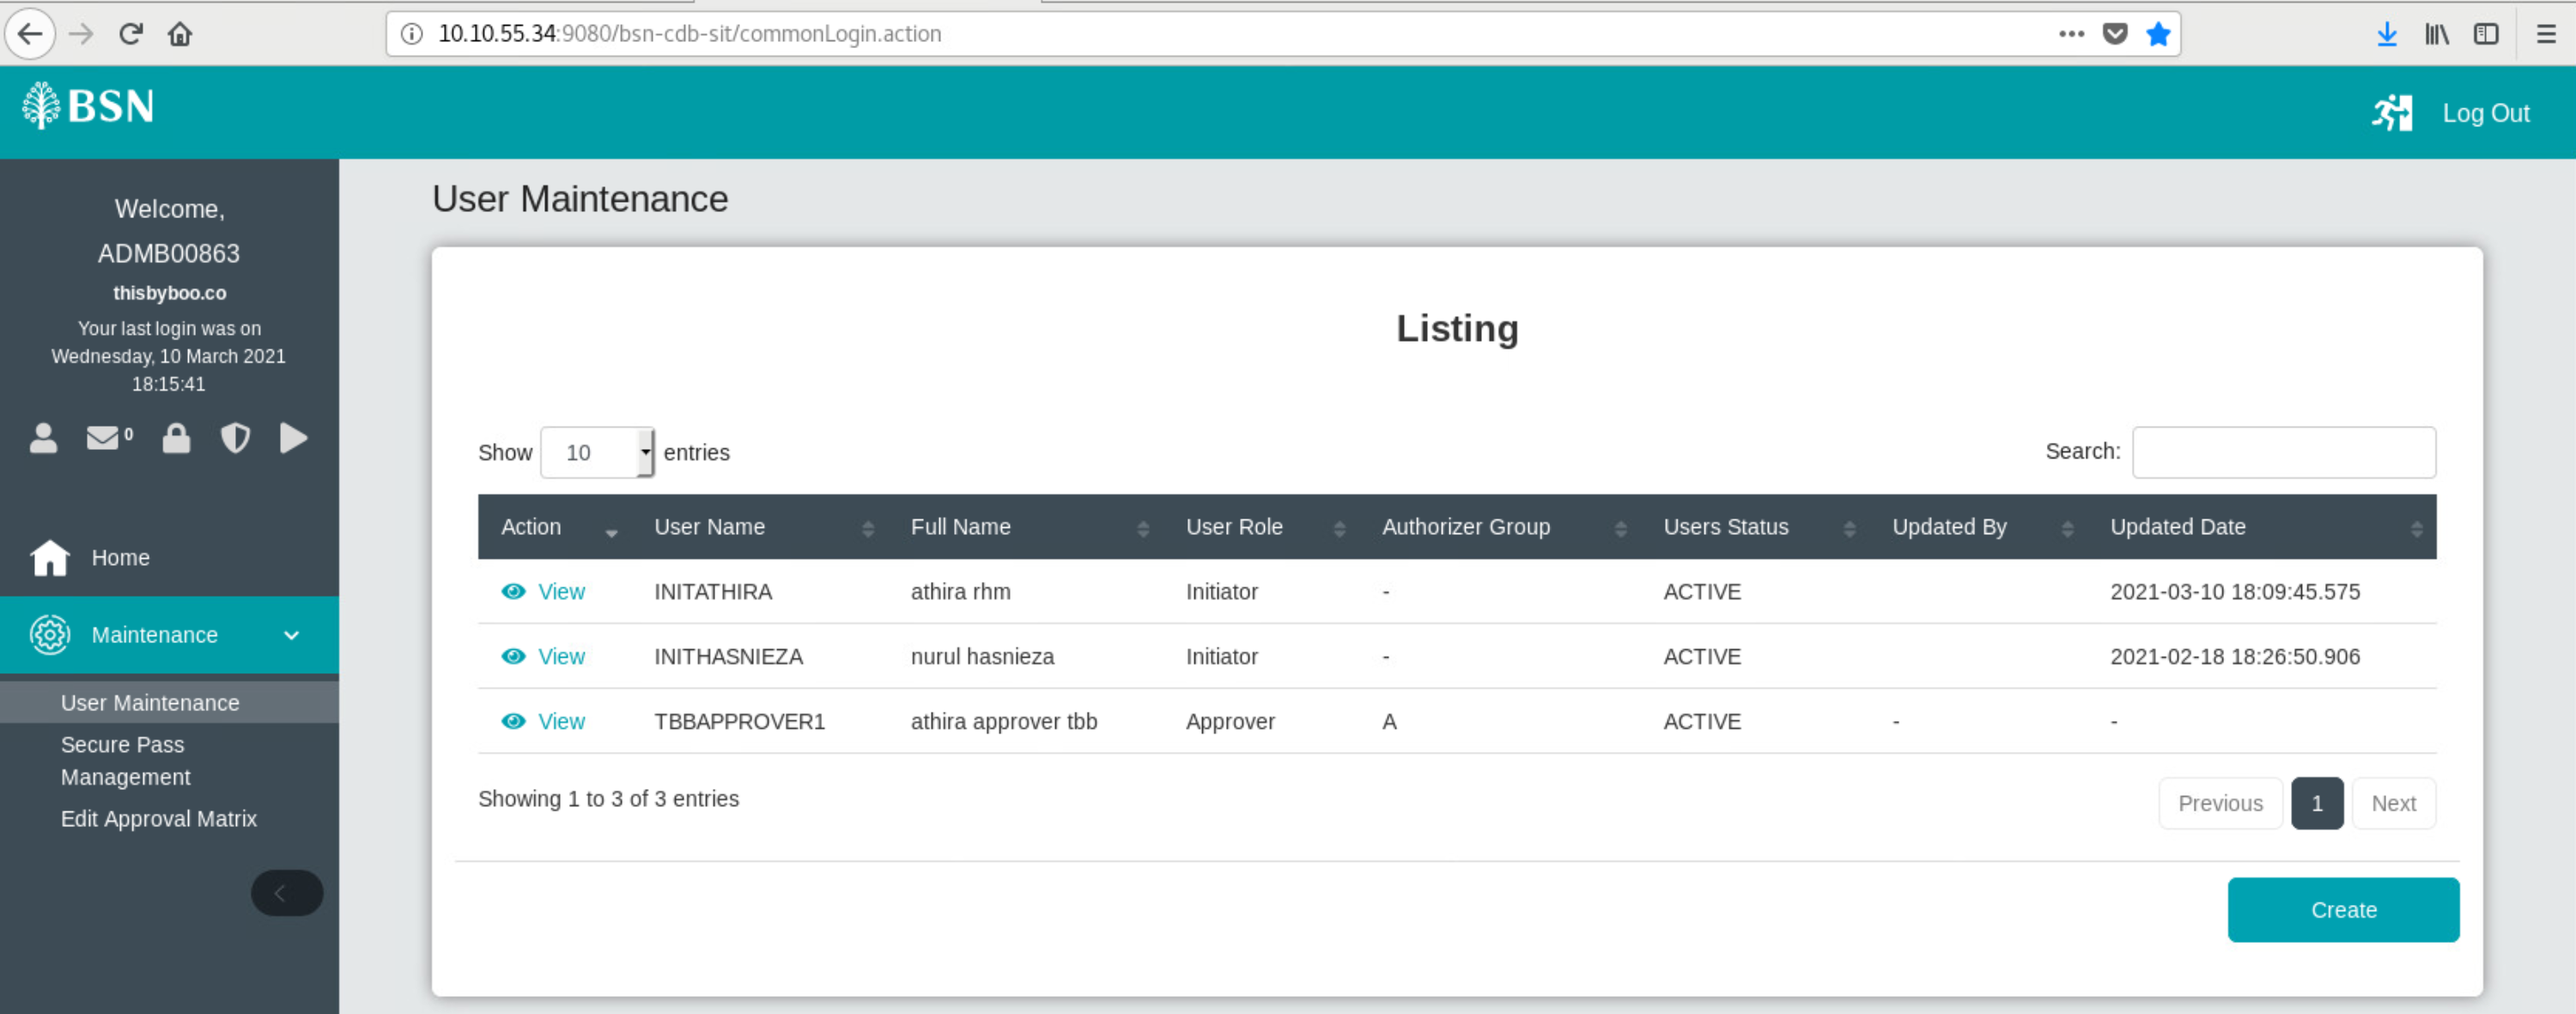 10.10.55.34:9080/bsn-cdb-sit/commonLogin.action
BSN
Log Out
Welcome,
ADMB00863
thisbyboo.co
Your last login was on
Wednesday, 10 March 2021
18:15:41
0
Home
Maintenance
User Maintenance
Secure Pass
Management
Edit Approval Matrix
User Maintenance
Listing
Show 10 entries
Search:
Action User Name Full Name User Role Authorizer Group Users Status Updated By Updated Date
View INITATHIRA athira rhm Initiator - ACTIVE 2021-03-10 18:09:45.575
View INITHASNIEZA nurul hasnieza Initiator - ACTIVE 2021-02-18 18:26:50.906
View TBBAPPROVER1 athira approver tbb Approver A ACTIVE - -
Showing 1 to 3 of 3 entries
Previous 1 Next
Create